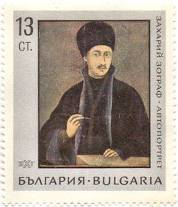 13
СТ.
ЗАХАРИЙ ЗОГРАФ · АВТОПОРТРЕТ
БЪЛГАРИЯ · BULGARIA